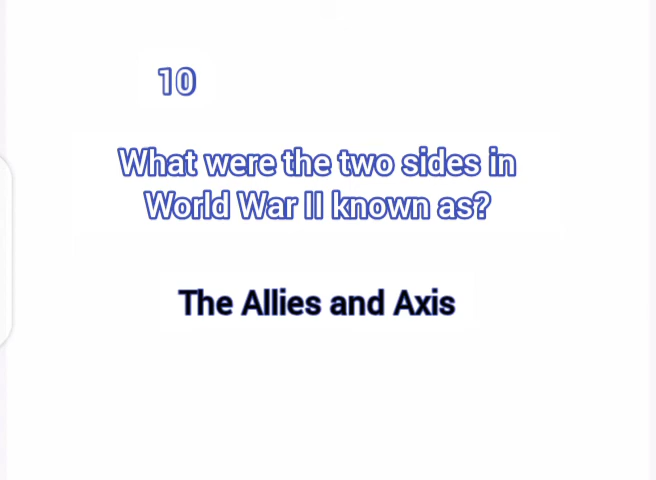 10
What were the two sides in
World War II known as?
The Allies and Axis